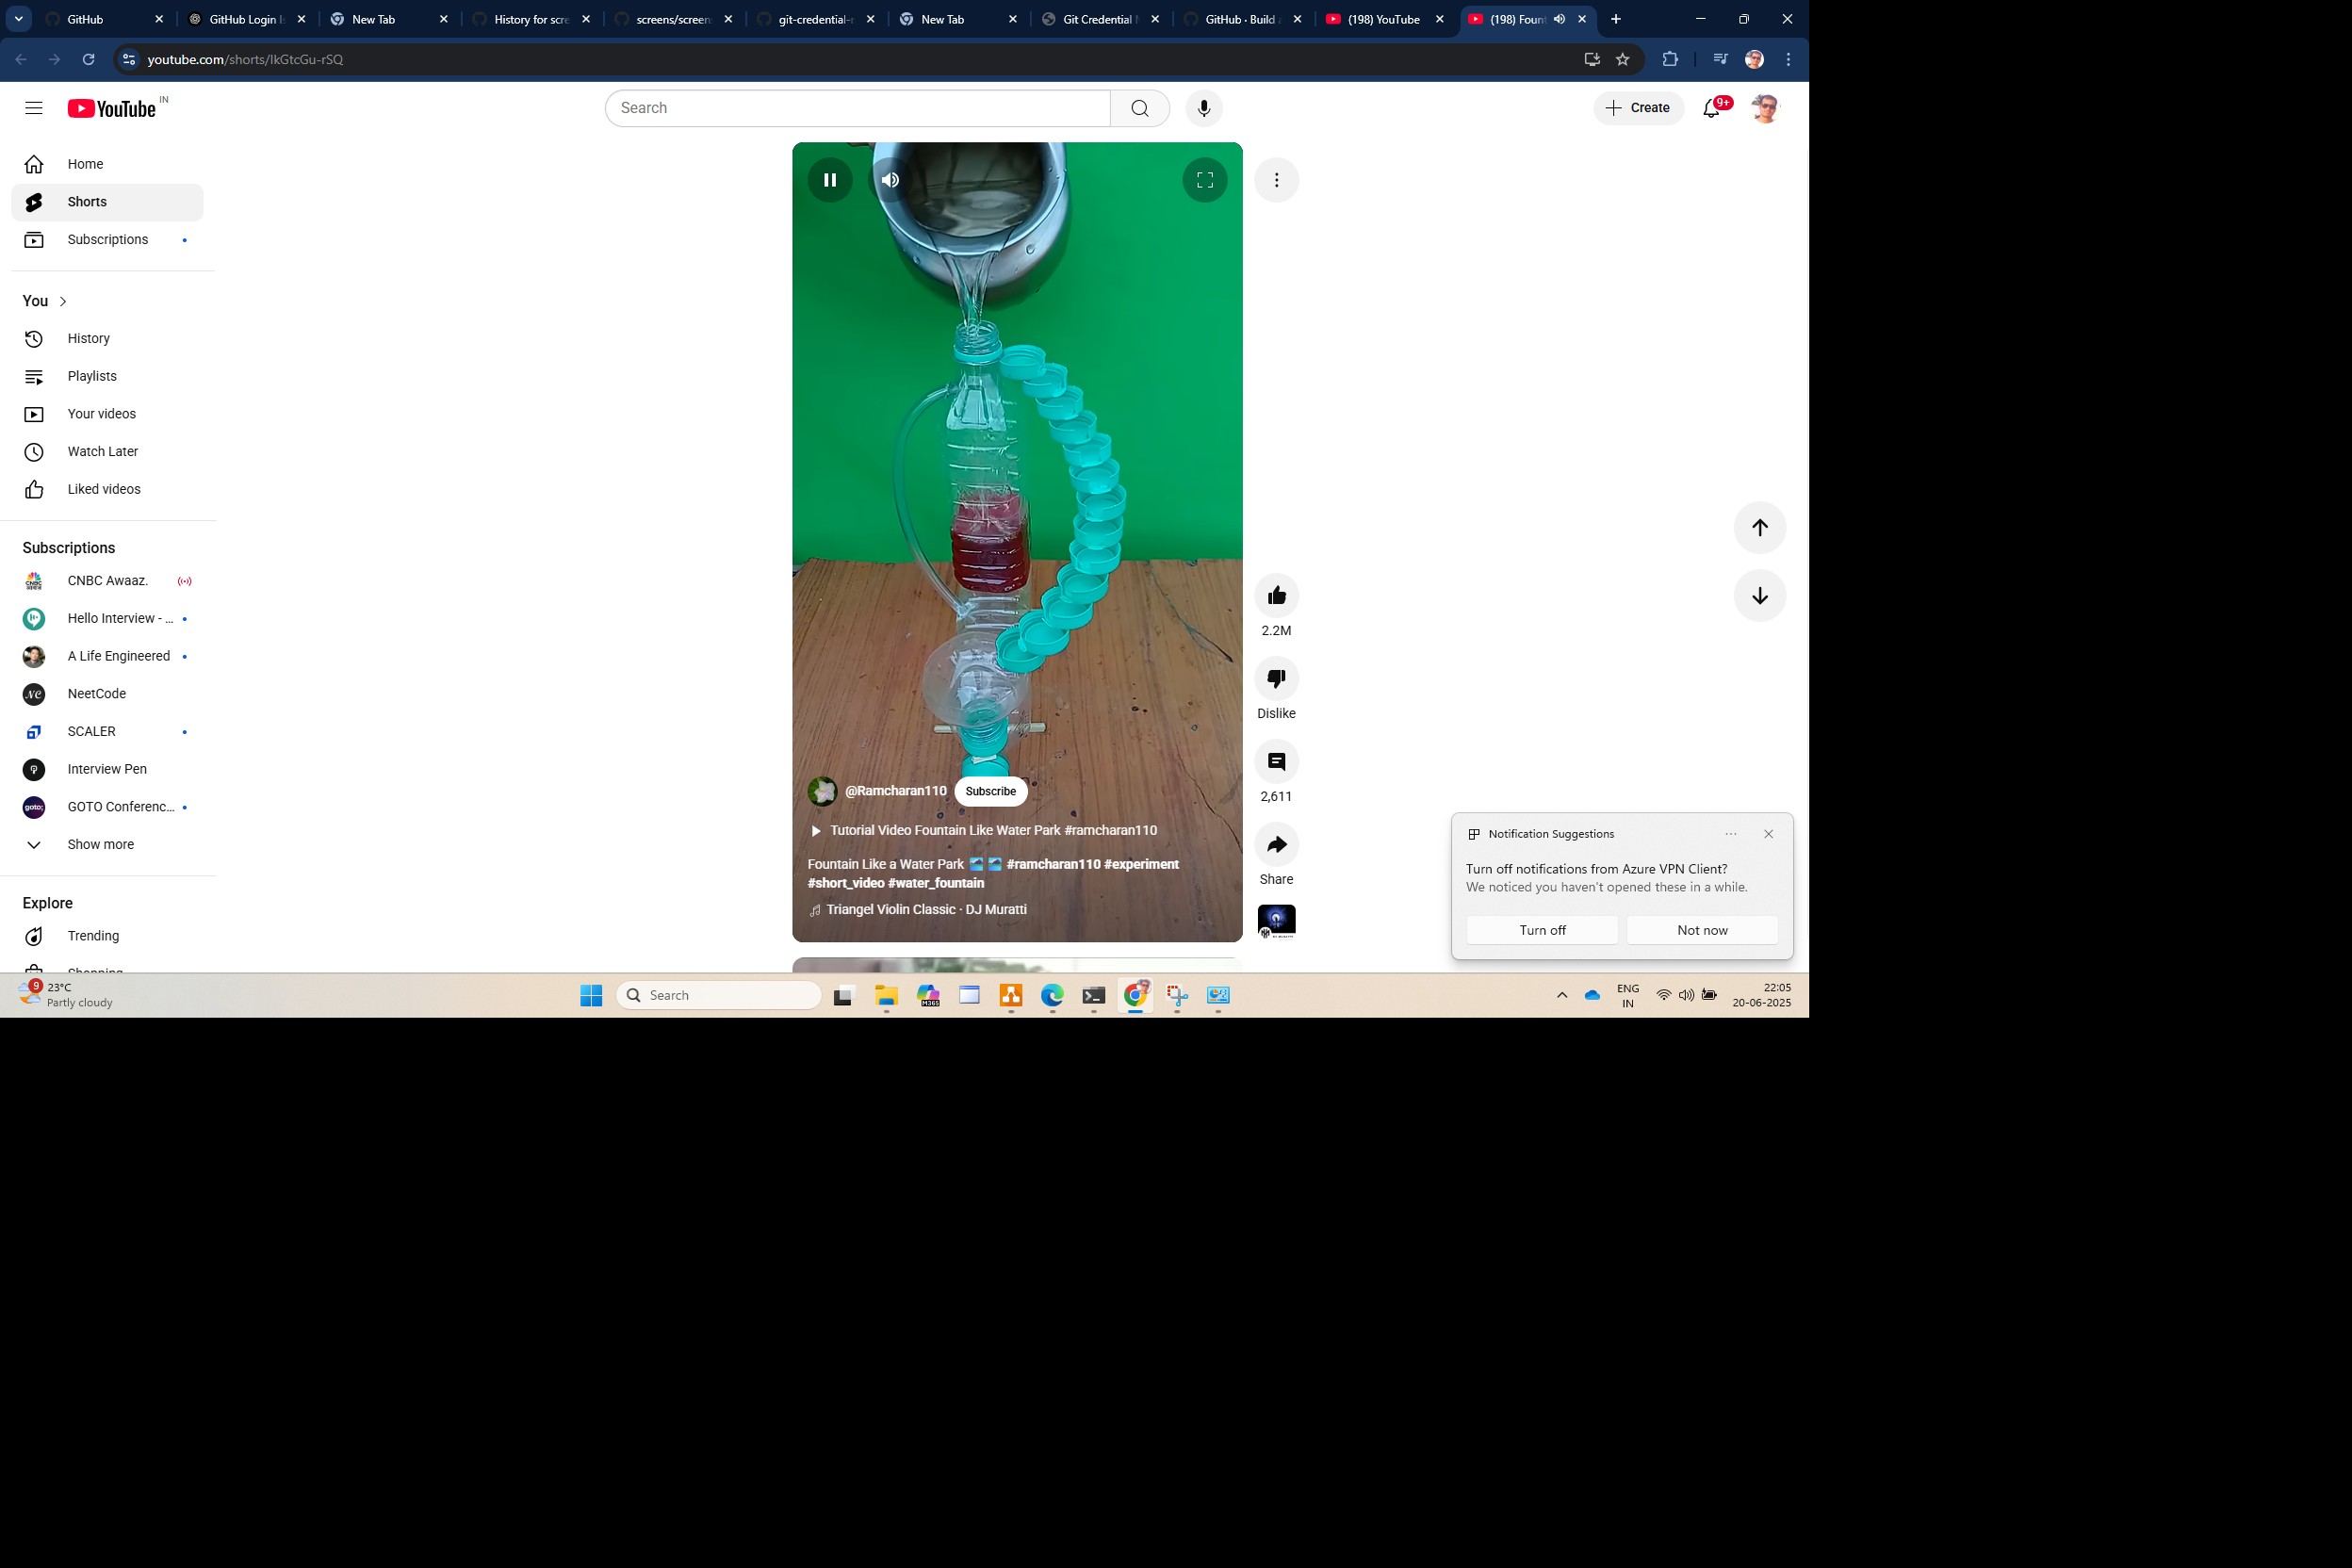 GitHub
GitHub Login Is
New Tab
History for scre
screens/screen
git-credential-r
New Tab
Git Credential M
GitHub · Build a
(198) YouTube
(198) Foun
youtube.com/shorts/IkGtcGu-rSQ
YouTube IN
Search
Create
9+
Home
Shorts
Subscriptions
You
History
Playlists
Your videos
Watch Later
Liked videos
Subscriptions
CNBC Awaaz.
Hello Interview - ...
A Life Engineered
NeetCode
SCALER
Interview Pen
GOTO Conferenc...
Show more
Explore
Trending
Shopping
@Ramcharan110
Subscribe
Tutorial Video Fountain Like Water Park #ramcharan110
Fountain Like a Water Park 🌊🌊 #ramcharan110 #experiment
#short_video #water_fountain
Triangel Violin Classic · DJ Muratti
2.2M
Dislike
2,611
Share
Notification Suggestions
Turn off notifications from Azure VPN Client?
We noticed you haven't opened these in a while.
Turn off
Not now
9
23°C
Partly cloudy
Search
M365
ENG
IN
22:05
20-06-2025